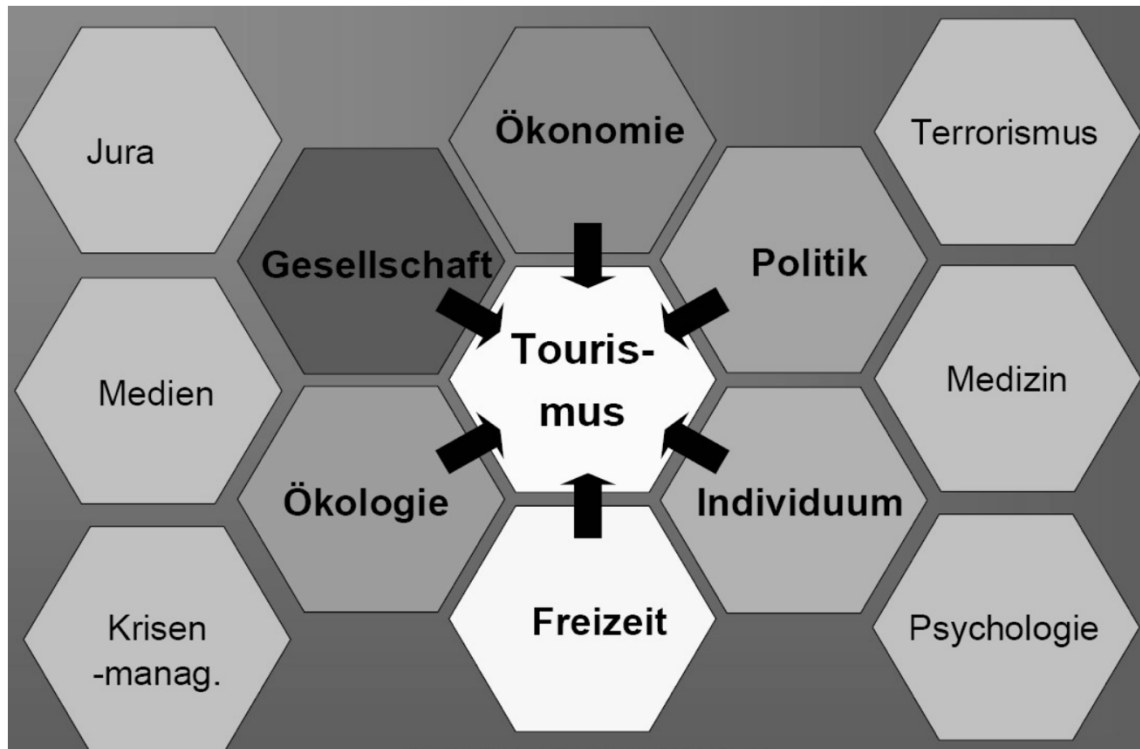 Ökonomie
Terrorismus
Jura
Gesellschaft
Politik
Touris-
mus
Medien
Medizin
Ökologie
Individuum
Freizeit
Krisen
-manag.
Psychologie